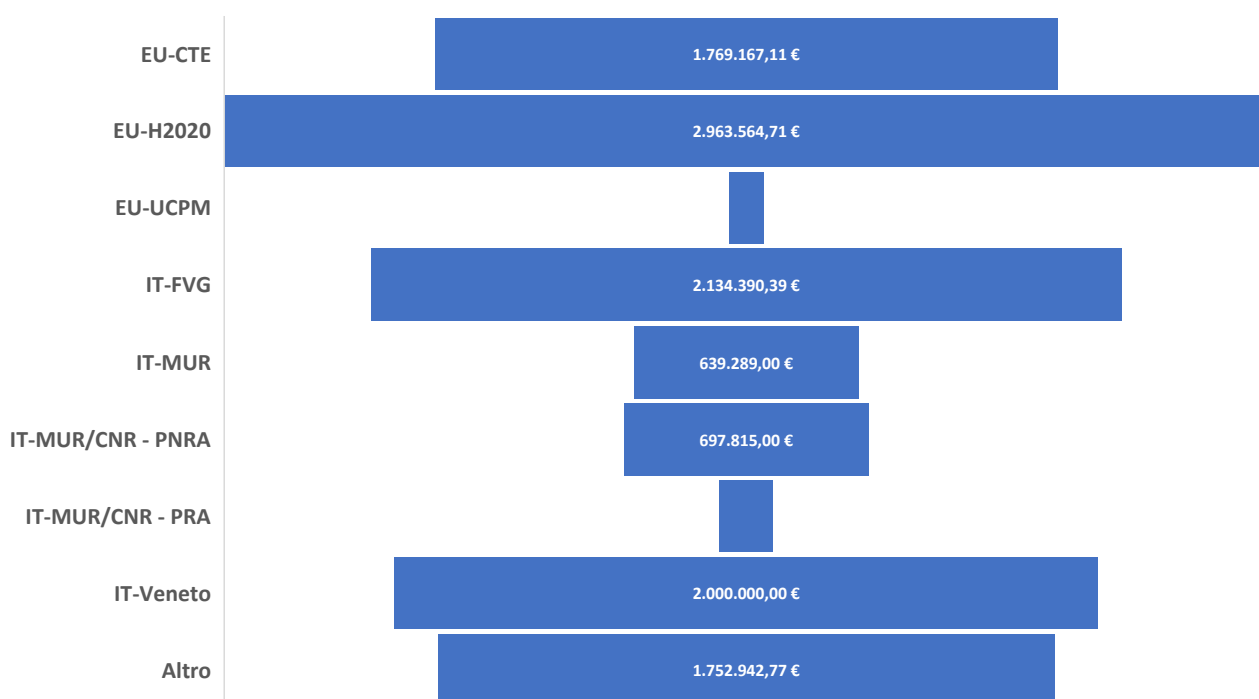 EU-CTE 1.769.167,11 €
EU-H2020 2.963.564,71 €
EU-UCPM
IT-FVG 2.134.390,39 €
IT-MUR 639.289,00 €
IT-MUR/CNR - PNRA 697.815,00 €
IT-MUR/CNR - PRA
IT-Veneto 2.000.000,00 €
Altro 1.752.942,77 €